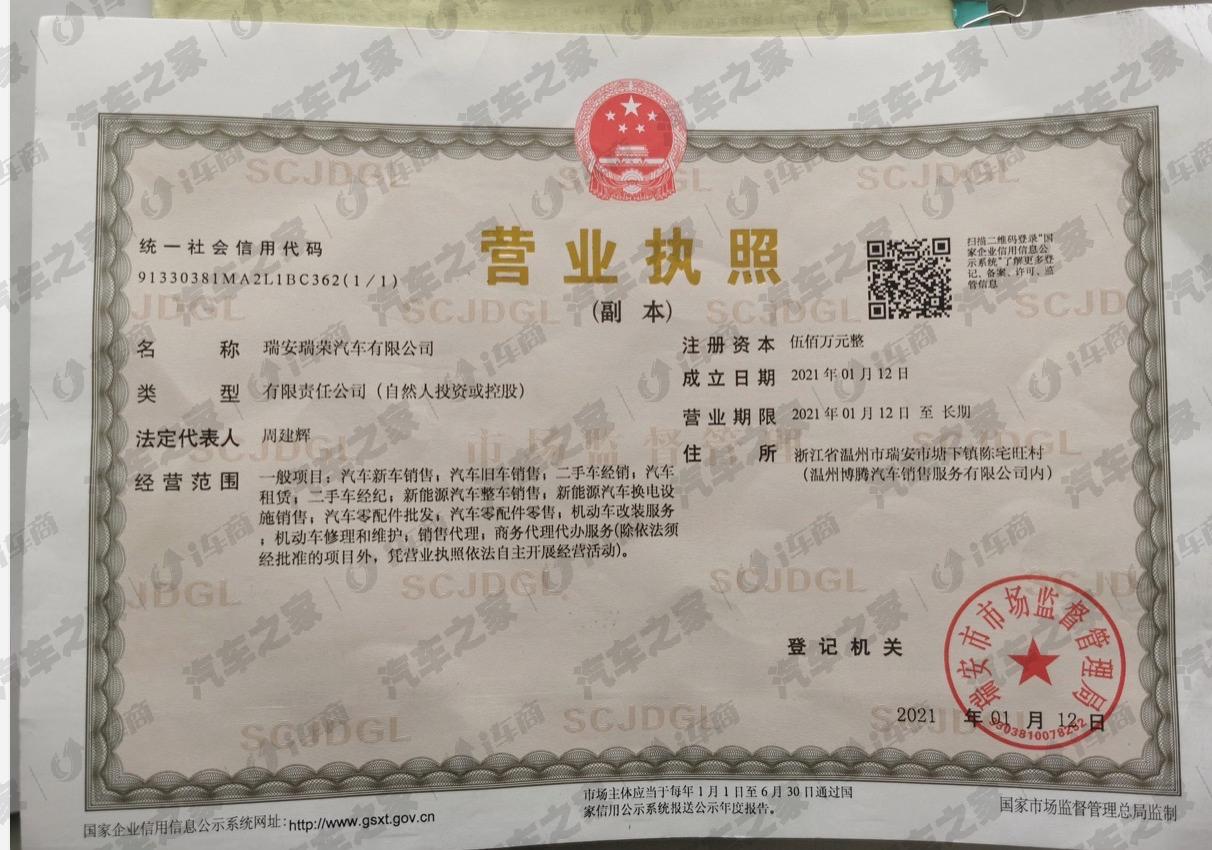 统一社会信用代码
91330381MA2L1BC362(1/1)
营业执照
(副 本)
扫描二维码登录“国
家企业信用信息公
示系统”了解更多登
记、备案、许可、监
管信息
名 称 瑞安瑞荣汽车有限公司
类 型 有限责任公司（自然人投资或控股）
法定代表人 周建辉
经营范围 一般项目：汽车新车销售；汽车旧车销售；二手车经销；汽车
租赁；二手车经纪；新能源汽车整车销售；新能源汽车换电设
施销售；汽车零配件批发；汽车零配件零售；机动车改装服务
；机动车修理和维护；销售代理；商务代理代办服务(除依法须
经批准的项目外，凭营业执照依法自主开展经营活动)。
注册资本 伍佰万元整
成立日期 2021年01月12日
营业期限 2021年01月12日 至 长期
住 所 浙江省温州市瑞安市塘下镇陈宅旺村
（温州博腾汽车销售服务有限公司内）
登记机关
瑞安市市场监督管理局
2021 年 01 月 12 日
国家企业信用信息公示系统网址：http://www.gsxt.gov.cn
市场主体应当于每年1月1日至6月30日通过国
家信用公示系统报送公示年度报告。
国家市场监督管理总局监制
SCJDGL
市场监督管理
汽车之家
i车商